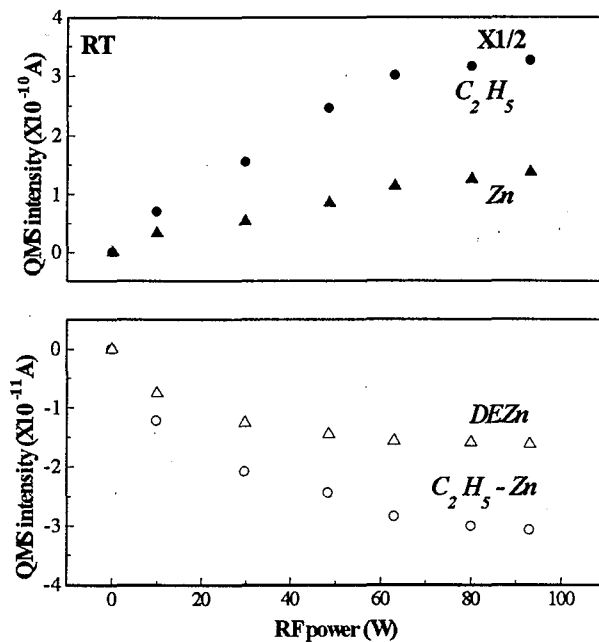 4
RT
X1/2
3
C₂H₅
2
Zn
1
0
QMS intensity (X10⁻¹⁰A)
0
-1
DEZn
-2
C₂H₅-Zn
-3
-4
QMS intensity (X10⁻¹¹A)
0 20 40 60 80 100
RF power (W)